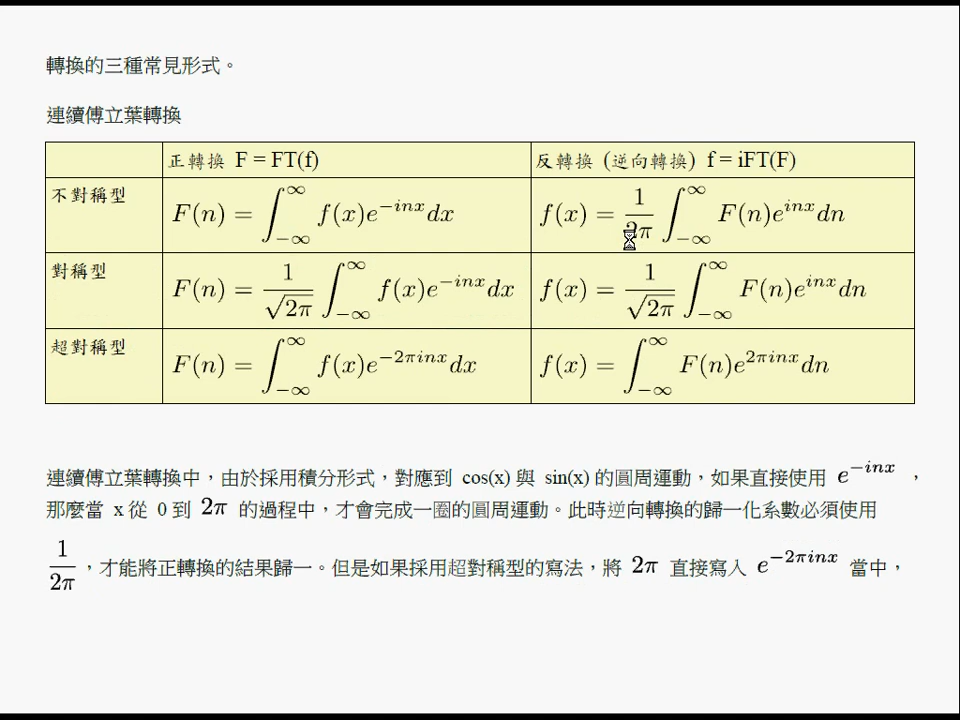 轉換的三種常見形式。
連續傅立葉轉換
正轉換 F = FT(f) 反轉換 (逆向轉換) f = iFT(F)
不對稱型 F(n) = ∫_{-∞}^{∞} f(x)e^{-inx}dx f(x) = \frac{1}{2π} ∫_{-∞}^{∞} F(n)e^{inx}dn
對稱型 F(n) = \frac{1}{\sqrt{2π}} ∫_{-∞}^{∞} f(x)e^{-inx}dx f(x) = \frac{1}{\sqrt{2π}} ∫_{-∞}^{∞} F(n)e^{inx}dn
超對稱型 F(n) = ∫_{-∞}^{∞} f(x)e^{-2πinx}dx f(x) = ∫_{-∞}^{∞} F(n)e^{2πinx}dn
連續傅立葉轉換中，由於採用積分形式，對應到 cos(x) 與 sin(x) 的圓周運動，如果直接使用 e^{-inx} ，
那麼當 x 從 0 到 2π 的過程中，才會完成一圈的圓周運動。此時逆向轉換的歸一化系數必須使用
\frac{1}{2π}，才能將正轉換的結果歸一。但是如果採用超對稱型的寫法，將 2π 直接寫入 e^{-2πinx} 當中，